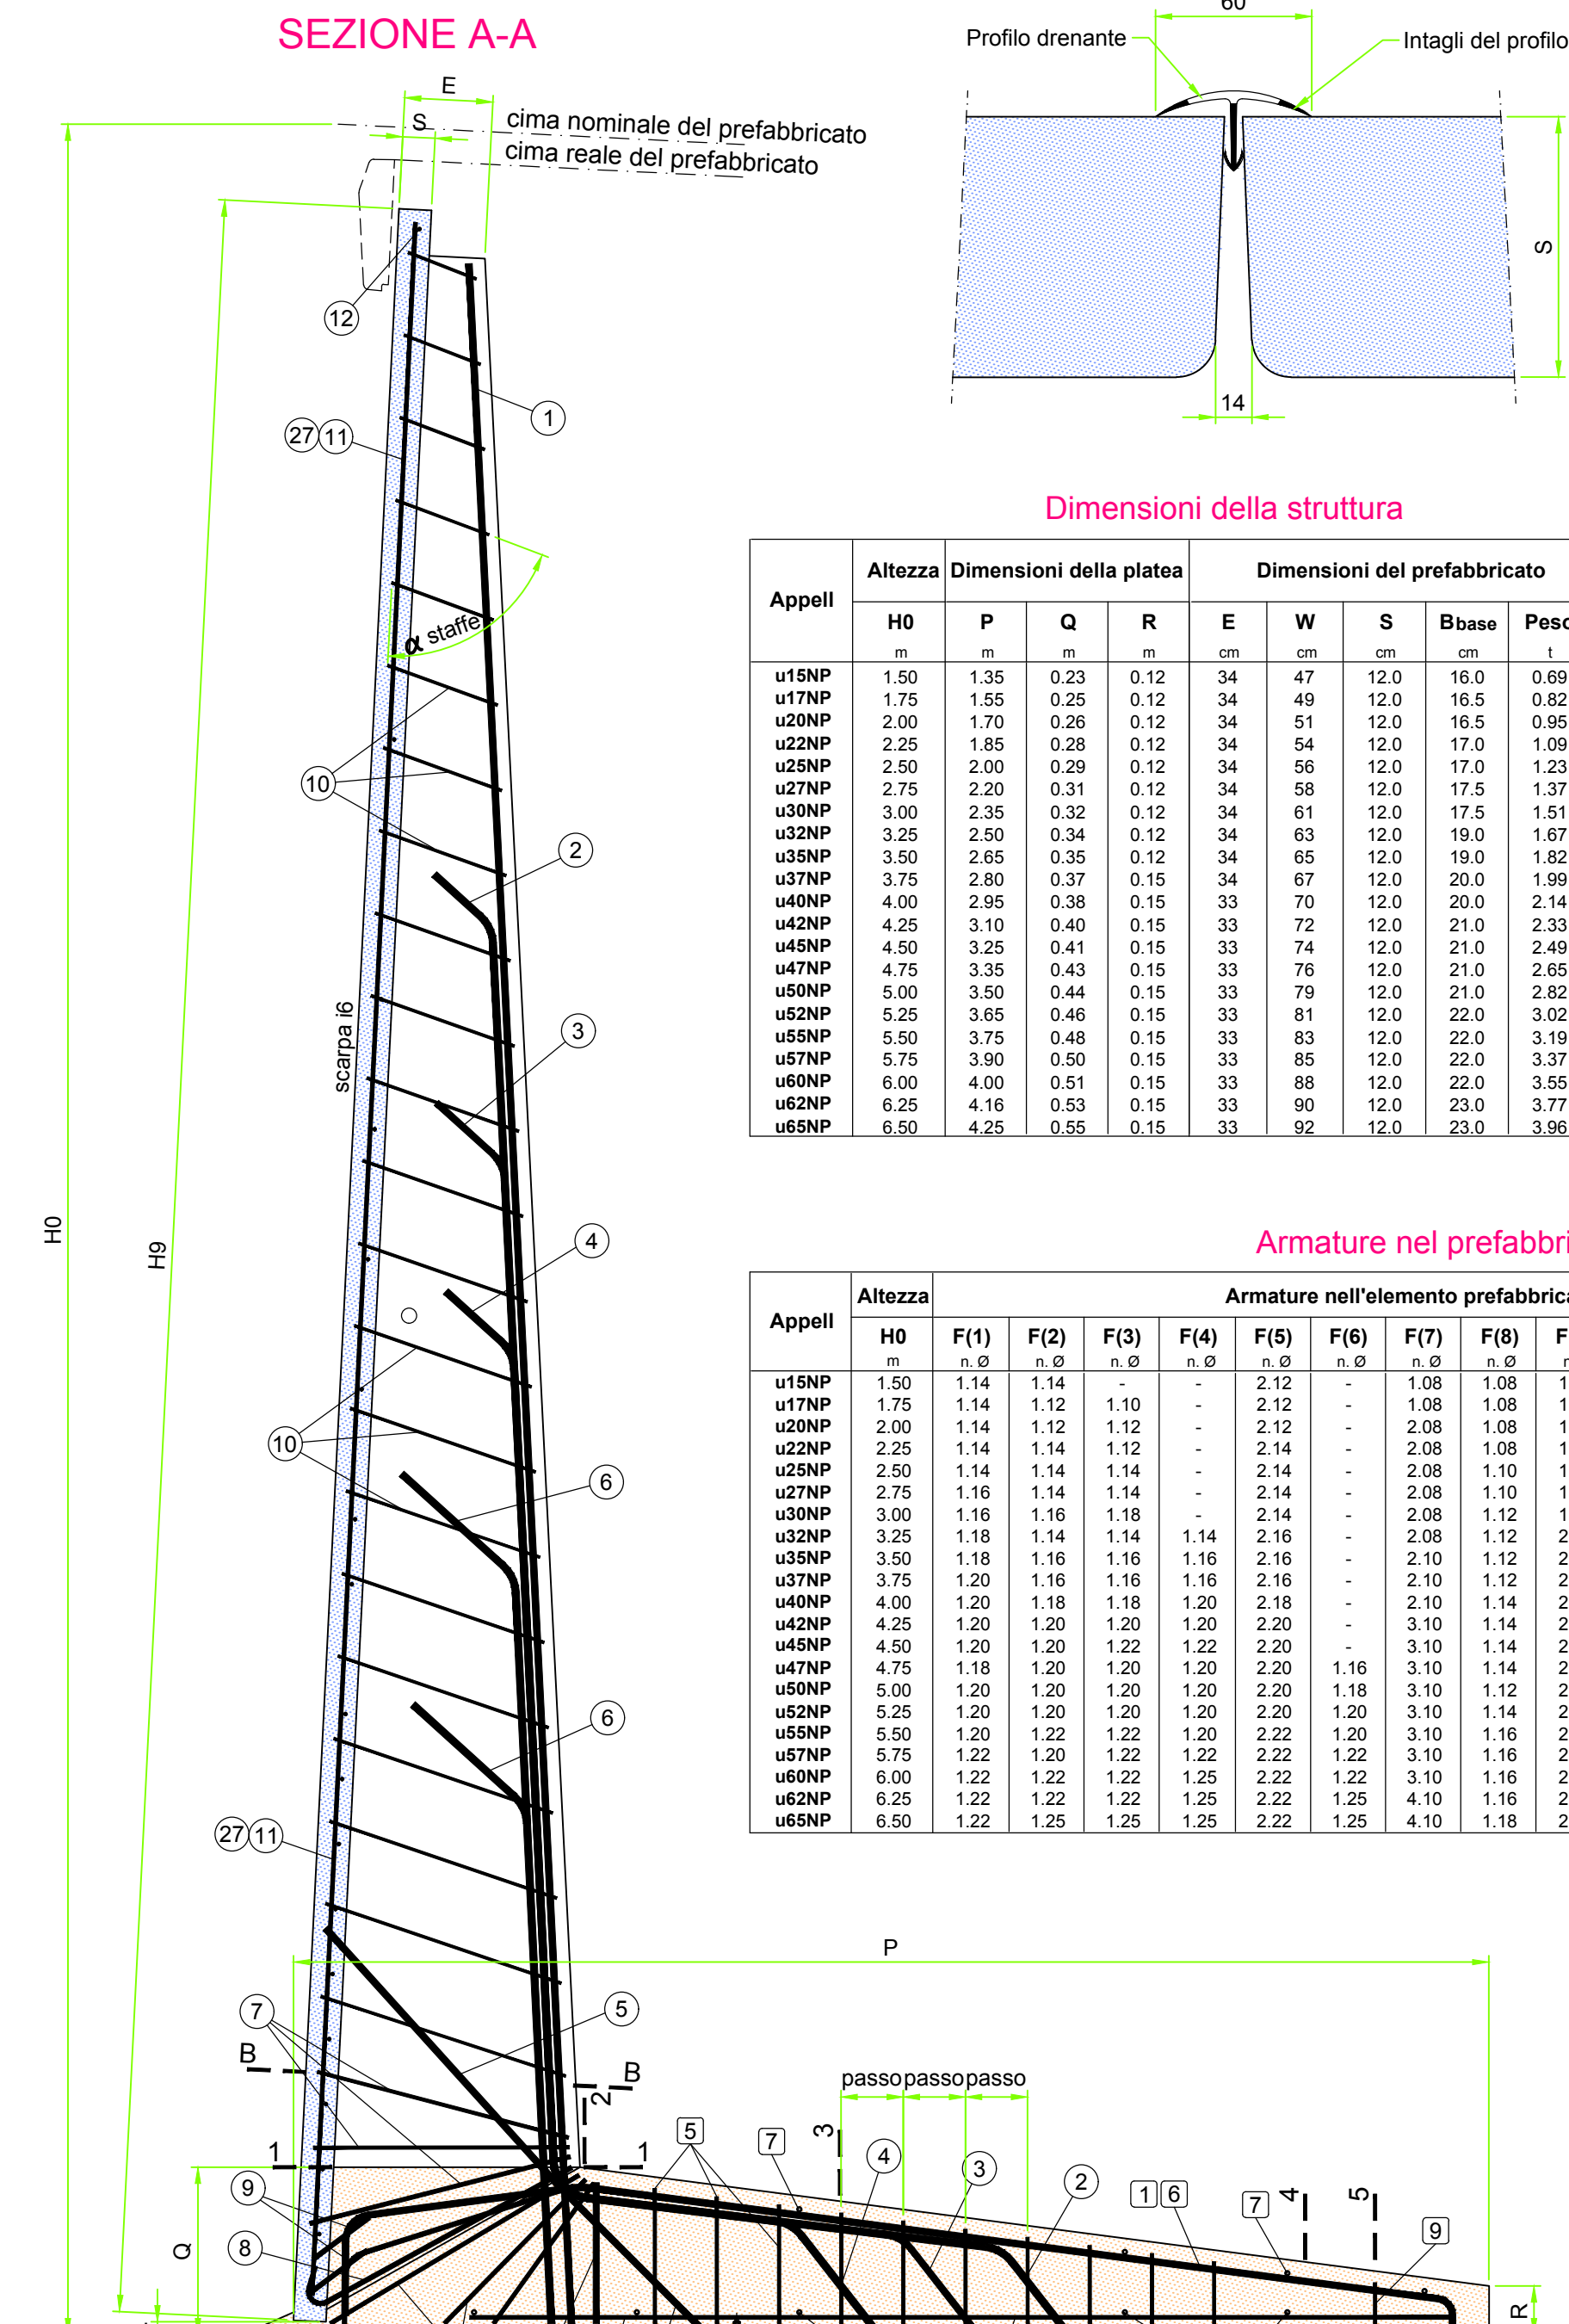 SEZIONE A-A
60
Profilo drenante
Intagli del profilo
E
S
cima nominale del prefabbricato
cima reale del prefabbricato
S
14
12
1
27 11
α staffe
10
2
scarpa i6
3
H0
H9
4
10
6
6
27 11
Dimensioni della struttura
Appell Altezza Dimensioni della platea Dimensioni del prefabbricato
H0 P Q R E W S Bbase
m m m m cm cm cm cm t
u15NP 1.50 1.35 0.23 0.12 34 47 12.0 16.0 0.69
u17NP 1.75 1.55 0.25 0.12 34 49 12.0 16.5 0.82
u20NP 2.00 1.70 0.26 0.12 34 51 12.0 16.5 0.95
u22NP 2.25 1.85 0.28 0.12 34 54 12.0 17.0 1.09
u25NP 2.50 2.00 0.29 0.12 34 56 12.0 17.0 1.23
u27NP 2.75 2.20 0.31 0.12 34 58 12.0 17.5 1.37
u30NP 3.00 2.35 0.32 0.12 34 61 12.0 17.5 1.51
u32NP 3.25 2.50 0.34 0.12 34 63 12.0 19.0 1.67
u35NP 3.50 2.65 0.35 0.12 34 65 12.0 19.0 1.82
u37NP 3.75 2.80 0.37 0.15 34 67 12.0 20.0 1.99
u40NP 4.00 2.95 0.38 0.15 33 70 12.0 20.0 2.14
u42NP 4.25 3.10 0.40 0.15 33 72 12.0 21.0 2.33
u45NP 4.50 3.25 0.41 0.15 33 74 12.0 21.0 2.49
u47NP 4.75 3.35 0.43 0.15 33 76 12.0 21.0 2.65
u50NP 5.00 3.50 0.44 0.15 33 79 12.0 21.0 2.82
u52NP 5.25 3.65 0.46 0.15 33 81 12.0 22.0 3.02
u55NP 5.50 3.75 0.48 0.15 33 83 12.0 22.0 3.19
u57NP 5.75 3.90 0.50 0.15 33 85 12.0 22.0 3.37
u60NP 6.00 4.00 0.51 0.15 33 88 12.0 22.0 3.55
u62NP 6.25 4.16 0.53 0.15 33 90 12.0 23.0 3.77
u65NP 6.50 4.25 0.55 0.15 33 92 12.0 23.0 3.96
Armature nel
Appell Altezza Armature nell'elemento
H0 F(1) F(2) F(3) F(4) F(5) F(6) F(7) F(8)
m n. Ø n. Ø n. Ø n. Ø n. Ø n. Ø n. Ø n. Ø
u15NP 1.50 1.14 1.14 - - 2.12 - 1.08 1.08
u17NP 1.75 1.14 1.12 1.10 - 2.12 - 1.08 1.08
u20NP 2.00 1.14 1.12 1.12 - 2.12 - 2.08 1.08
u22NP 2.25 1.14 1.14 1.12 - 2.14 - 2.08 1.08
u25NP 2.50 1.14 1.14 1.14 - 2.14 - 2.08 1.10
u27NP 2.75 1.16 1.14 1.14 - 2.14 - 2.08 1.10
u30NP 3.00 1.16 1.16 1.18 - 2.14 - 2.08 1.12
u32NP 3.25 1.18 1.14 1.14 1.14 2.16 - 2.08 1.12
u35NP 3.50 1.18 1.16 1.16 1.16 2.16 - 2.10 1.12
u37NP 3.75 1.20 1.16 1.16 1.16 2.16 - 2.10 1.12
u40NP 4.00 1.20 1.18 1.18 1.20 2.18 - 2.10 1.14
u42NP 4.25 1.20 1.20 1.20 1.20 2.20 - 3.10 1.14
u45NP 4.50 1.20 1.20 1.22 1.22 2.20 - 3.10 1.14
u47NP 4.75 1.18 1.20 1.20 1.20 2.20 1.16 3.10 1.14
u50NP 5.00 1.20 1.20 1.20 1.20 2.20 1.18 3.10 1.12
u52NP 5.25 1.20 1.20 1.20 1.20 2.20 1.20 3.10 1.14
u55NP 5.50 1.20 1.22 1.22 1.20 2.22 1.20 3.10 1.16
u57NP 5.75 1.22 1.20 1.22 1.22 2.22 1.22 3.10 1.16
u60NP 6.00 1.22 1.22 1.22 1.25 2.22 1.22 3.10 1.16
u62NP 6.25 1.22 1.22 1.22 1.25 2.22 1.25 4.10 1.16
u65NP 6.50 1.22 1.25 1.25 1.25 2.22 1.25 4.10 1.18
P
7
5
B
B
2
passo passo passo
1
1
5
7
3
4
3
2
1 6
7
4
5
9
9
8
Q
R